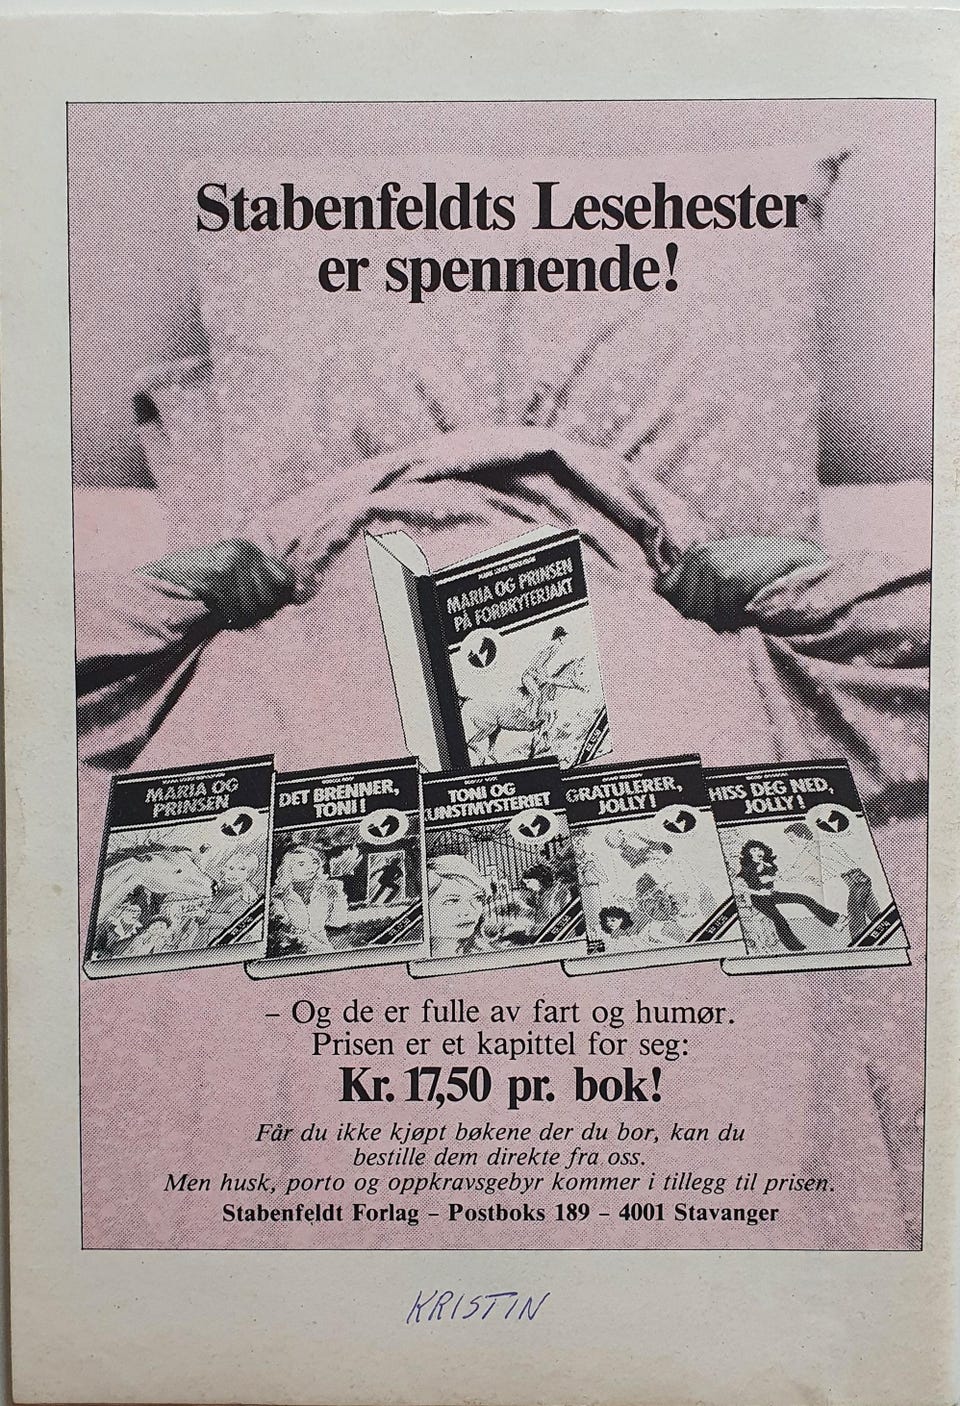 Stabenfeldts Lesehester
er spennende!
MARIA OG PRINSEN
PÅ FORBRYTERJAKT
MARIA OG
PRINSEN
DET BRENNER,
TONI!
TONI OG
KUNSTMYSTERIET
GRATULERER,
JOLLY!
HISS DEG NED,
JOLLY!
– Og de er fulle av fart og humør.
Prisen er et kapittel for seg:
Kr. 17,50 pr. bok!
Får du ikke kjøpt bøkene der du bor, kan du
bestille dem direkte fra oss.
Men husk, porto og oppkravsgebyr kommer i tillegg til prisen.
Stabenfeldt Forlag – Postboks 189 – 4001 Stavanger
KRISTIN